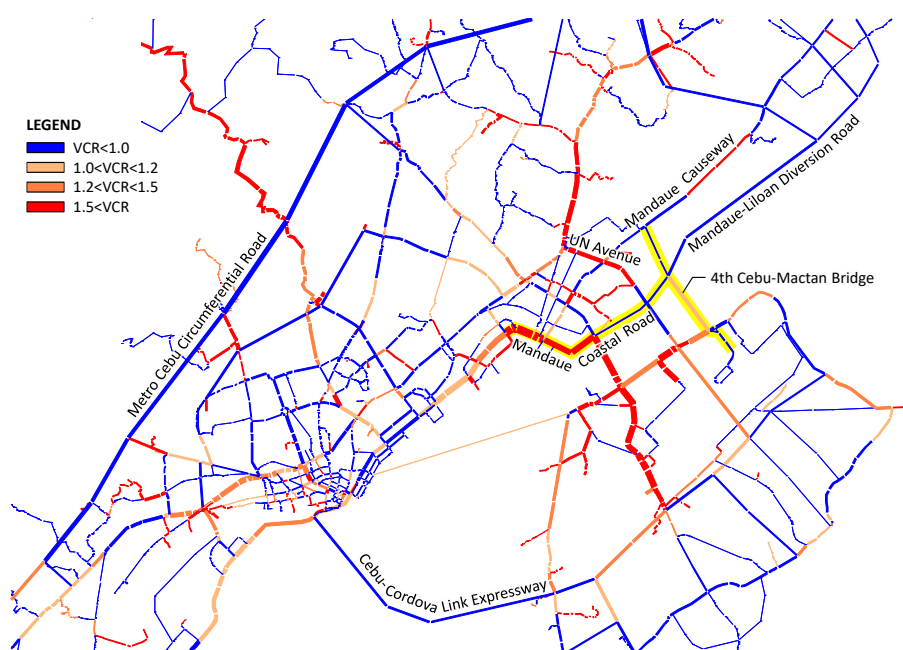 LEGEND
VCR<1.0
1.0<VCR<1.2
1.2<VCR<1.5
1.5<VCR
Mandaue Causeway
Mandaue-Liloan Diversion Road
UN Avenue
4th Cebu-Mactan Bridge
Metro Cebu Circumferential Road
Mandaue Coastal Road
Cebu-Cordova Link Expressway